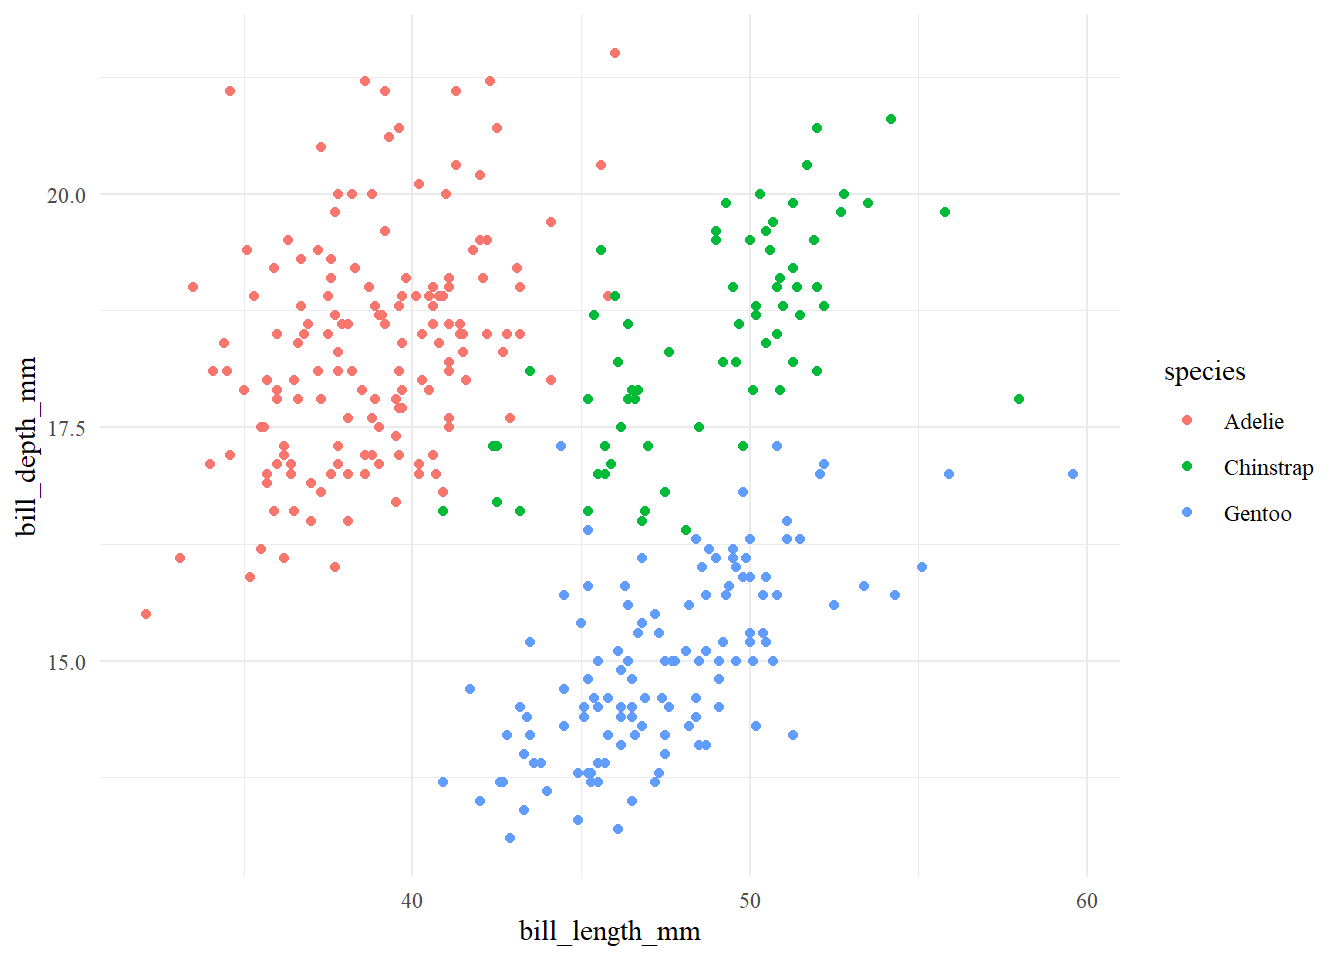 20.0
17.5
15.0
bill_depth_mm
40
50
60
bill_length_mm
species
Adelie
Chinstrap
Gentoo